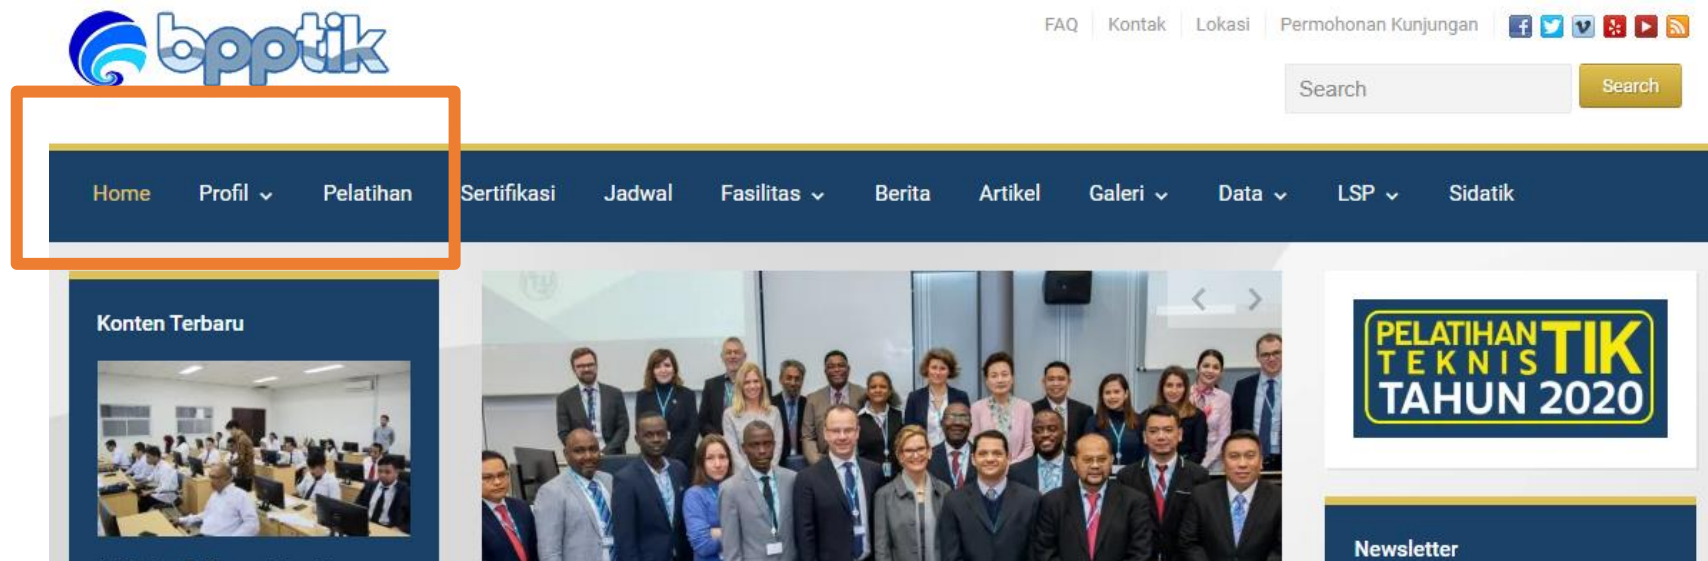 bpptik
FAQ Kontak Lokasi Permohonan Kunjungan
Search Search
Home Profil Pelatihan Sertifikasi Jadwal Fasilitas Berita Artikel Galeri Data LSP Sidatik
Konten Terbaru
PELATIHAN TIK
TEKNIS
TAHUN 2020
Newsletter